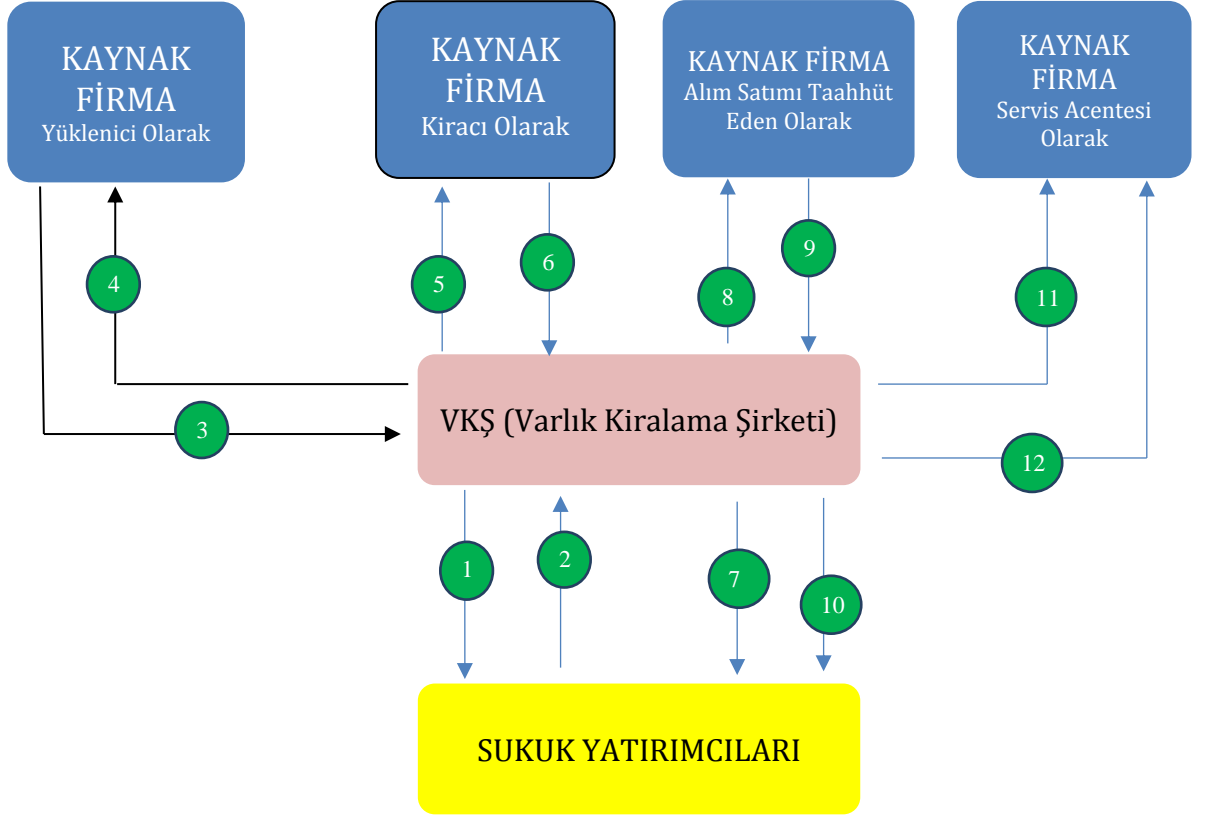 KAYNAK
FİRMA
Yüklenici Olarak
KAYNAK
FİRMA
Kiracı Olarak
KAYNAK FİRMA
Alım Satımı Taahhüt
Eden Olarak
KAYNAK
FİRMA
Servis Acentesi
Olarak
4
5
6
8
9
11
3
VKŞ (Varlık Kiralama Şirketi)
12
1
2
7
10
SUKUK YATIRIMCILARI